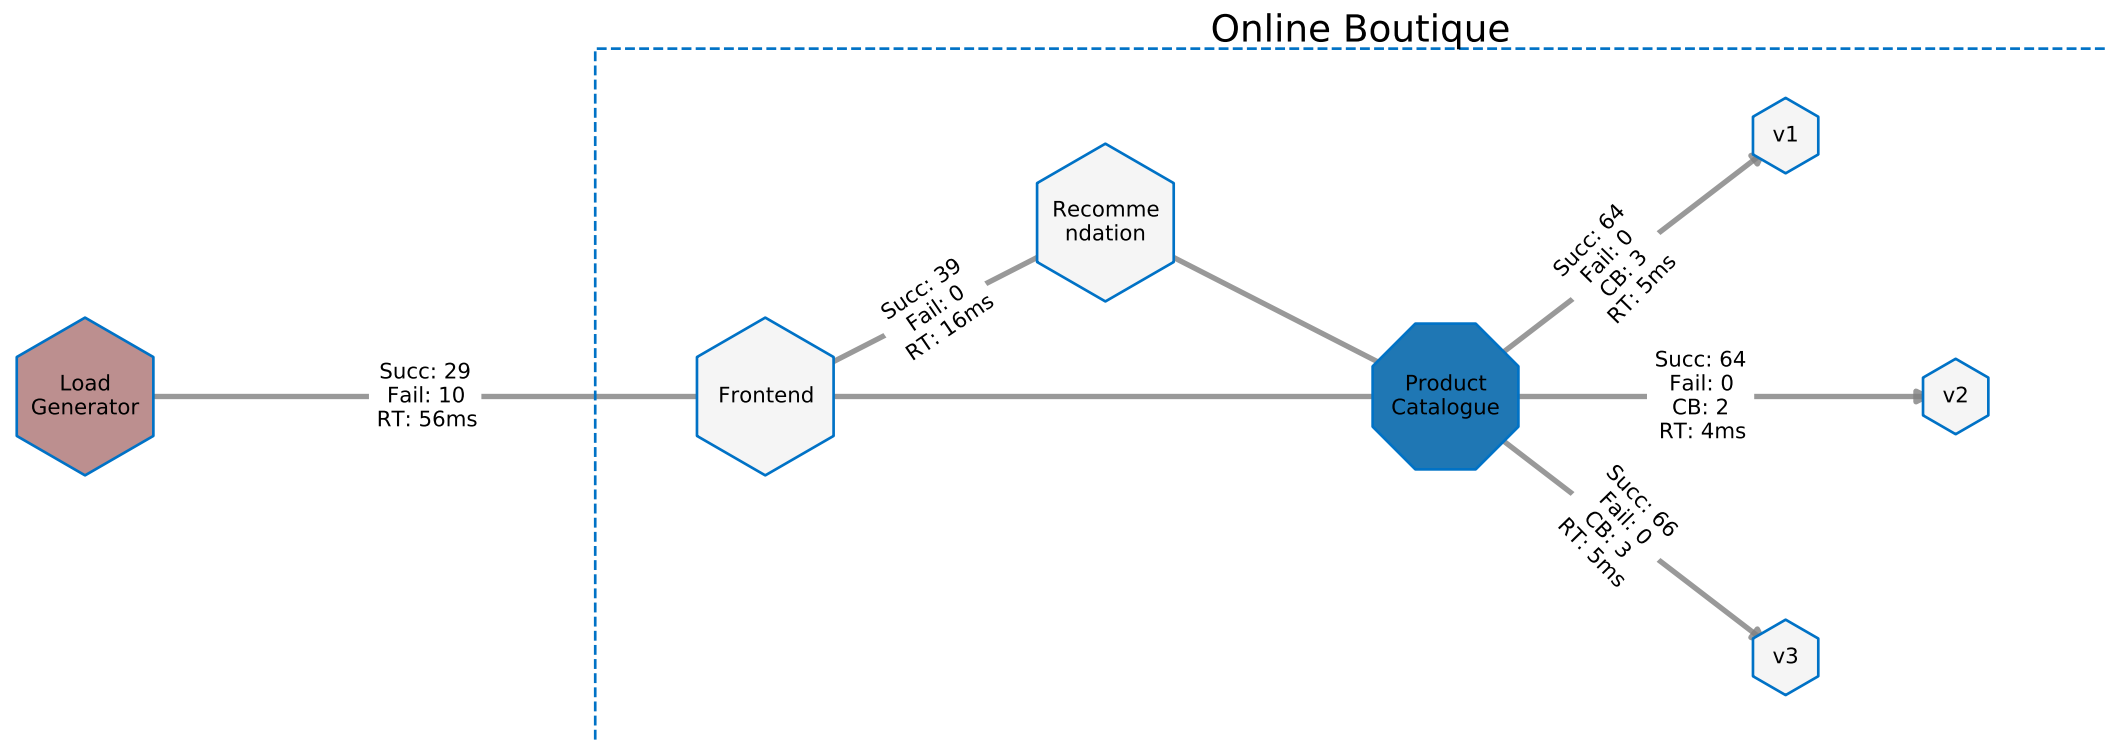 Online Boutique
Load
Generator
Succ: 29
Fail: 10
RT: 56ms
Frontend
Succ: 39
Fail: 0
RT: 16ms
Recomme
ndation
Product
Catalogue
Succ: 64
Fail: 0
CB: 3
RT: 5ms
v1
Succ: 64
Fail: 0
CB: 2
RT: 4ms
v2
Succ: 66
Fail: 0
CB: 3
RT: 5ms
v3